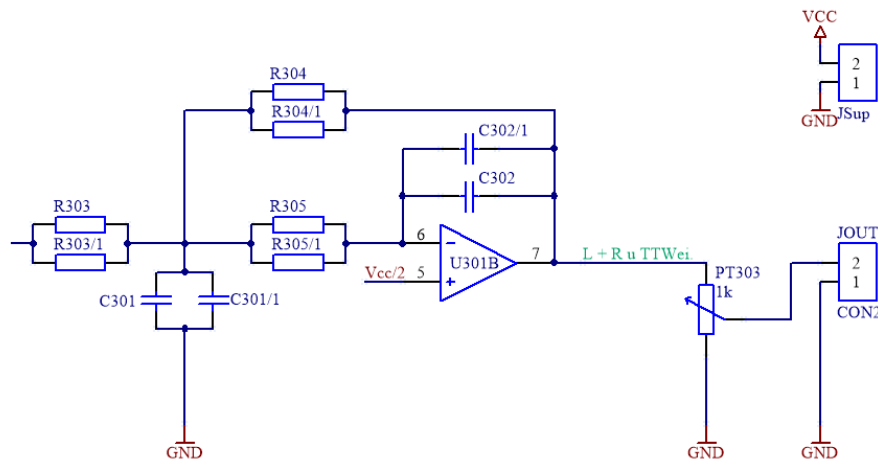 VCC
2
1
GND
JSup
R304
R304/1
C302/1
C302
R303
R303/1
R305
R305/1
6
7
5
U301B
Vcc/2
L + R u TTWei.
C301
C301/1
PT303
1k
JOUT
2
1
CON2
GND
GND
GND